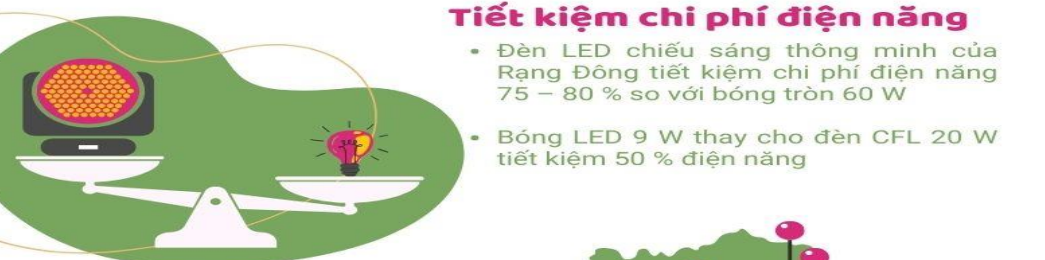 Tiết kiệm chi phí điện năng
• Đèn LED chiếu sáng thông minh của
Rạng Đông tiết kiệm chi phí điện năng
75 – 80 % so với bóng tròn 60 W
• Bóng LED 9 W thay cho đèn CFL 20 W
tiết kiệm 50 % điện năng